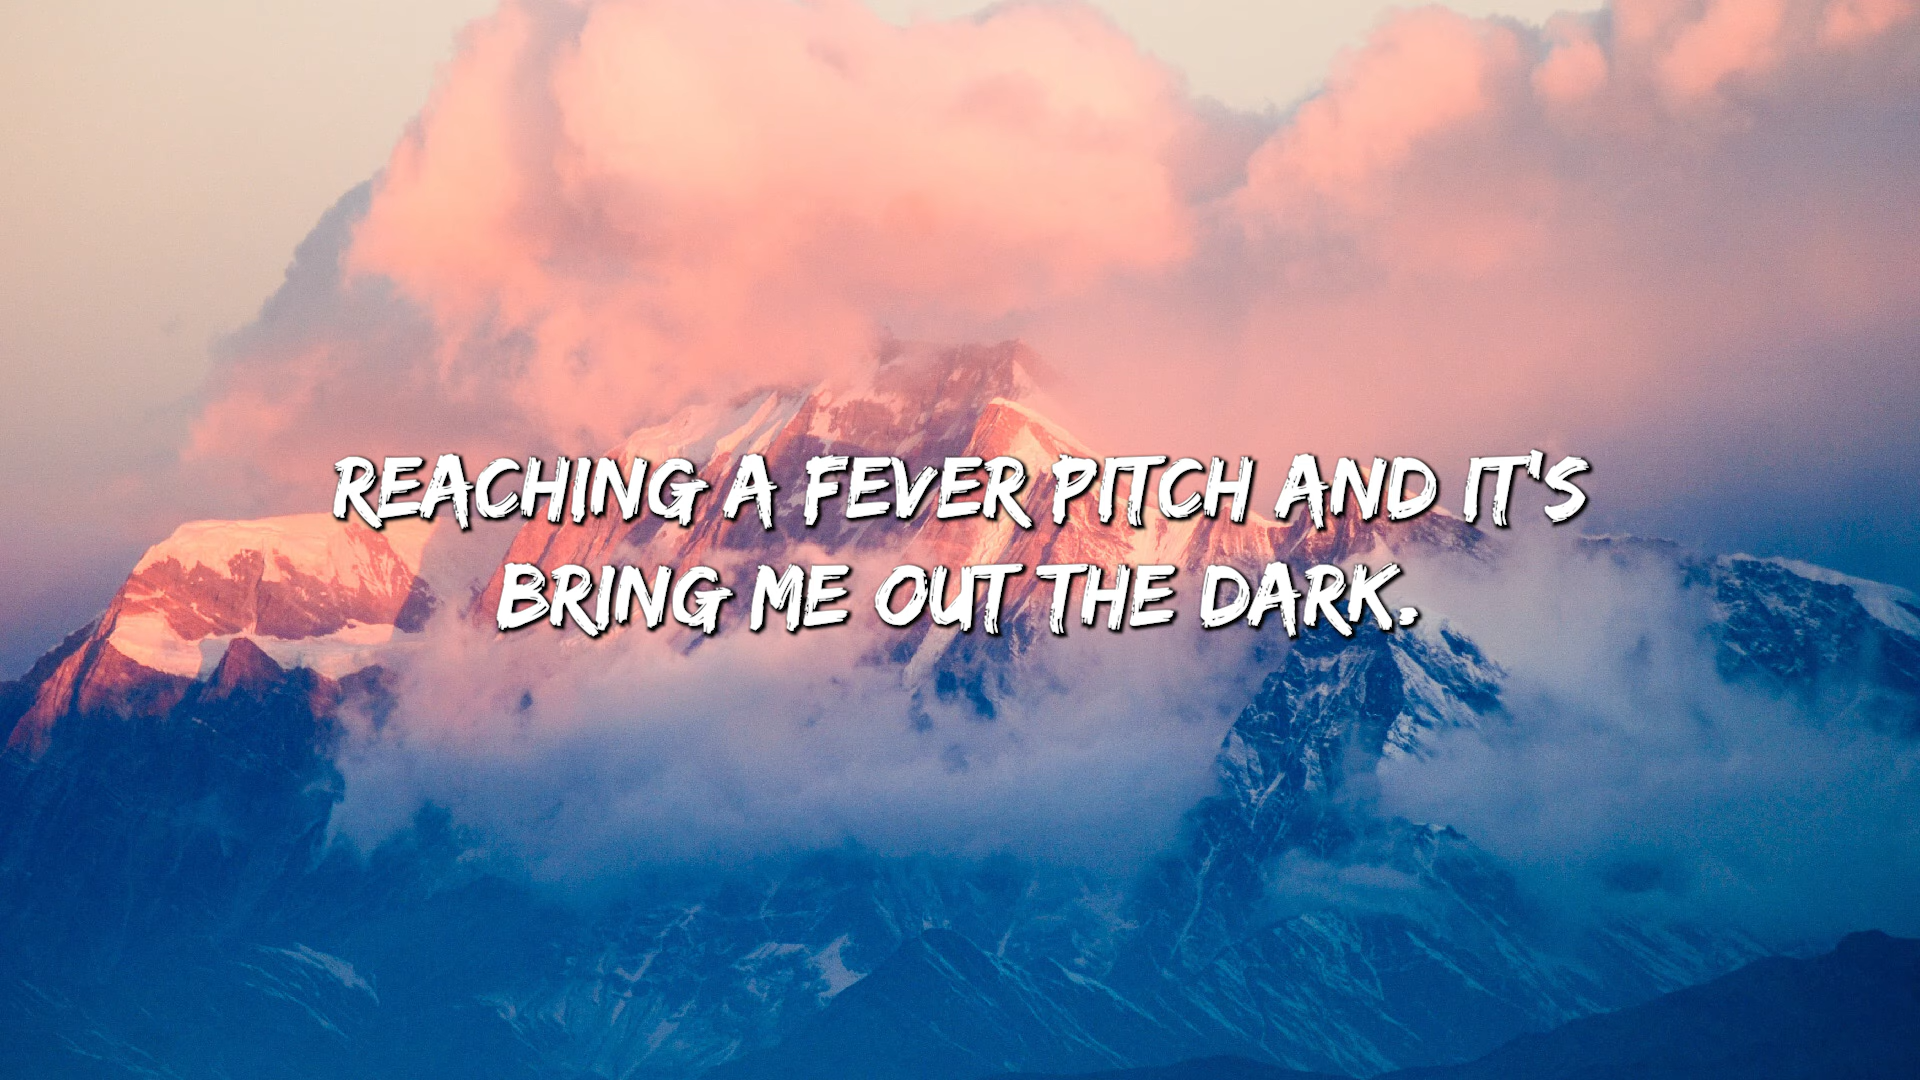 REACHING A FEVER PITCH AND IT'S
BRING ME OUT THE DARK.